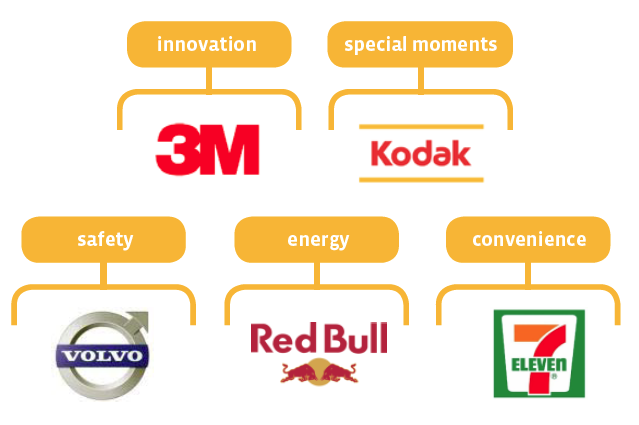 innovation
special moments
3M
Kodak
safety
energy
convenience
VOLVO
Red Bull
7
ELEVEN
®